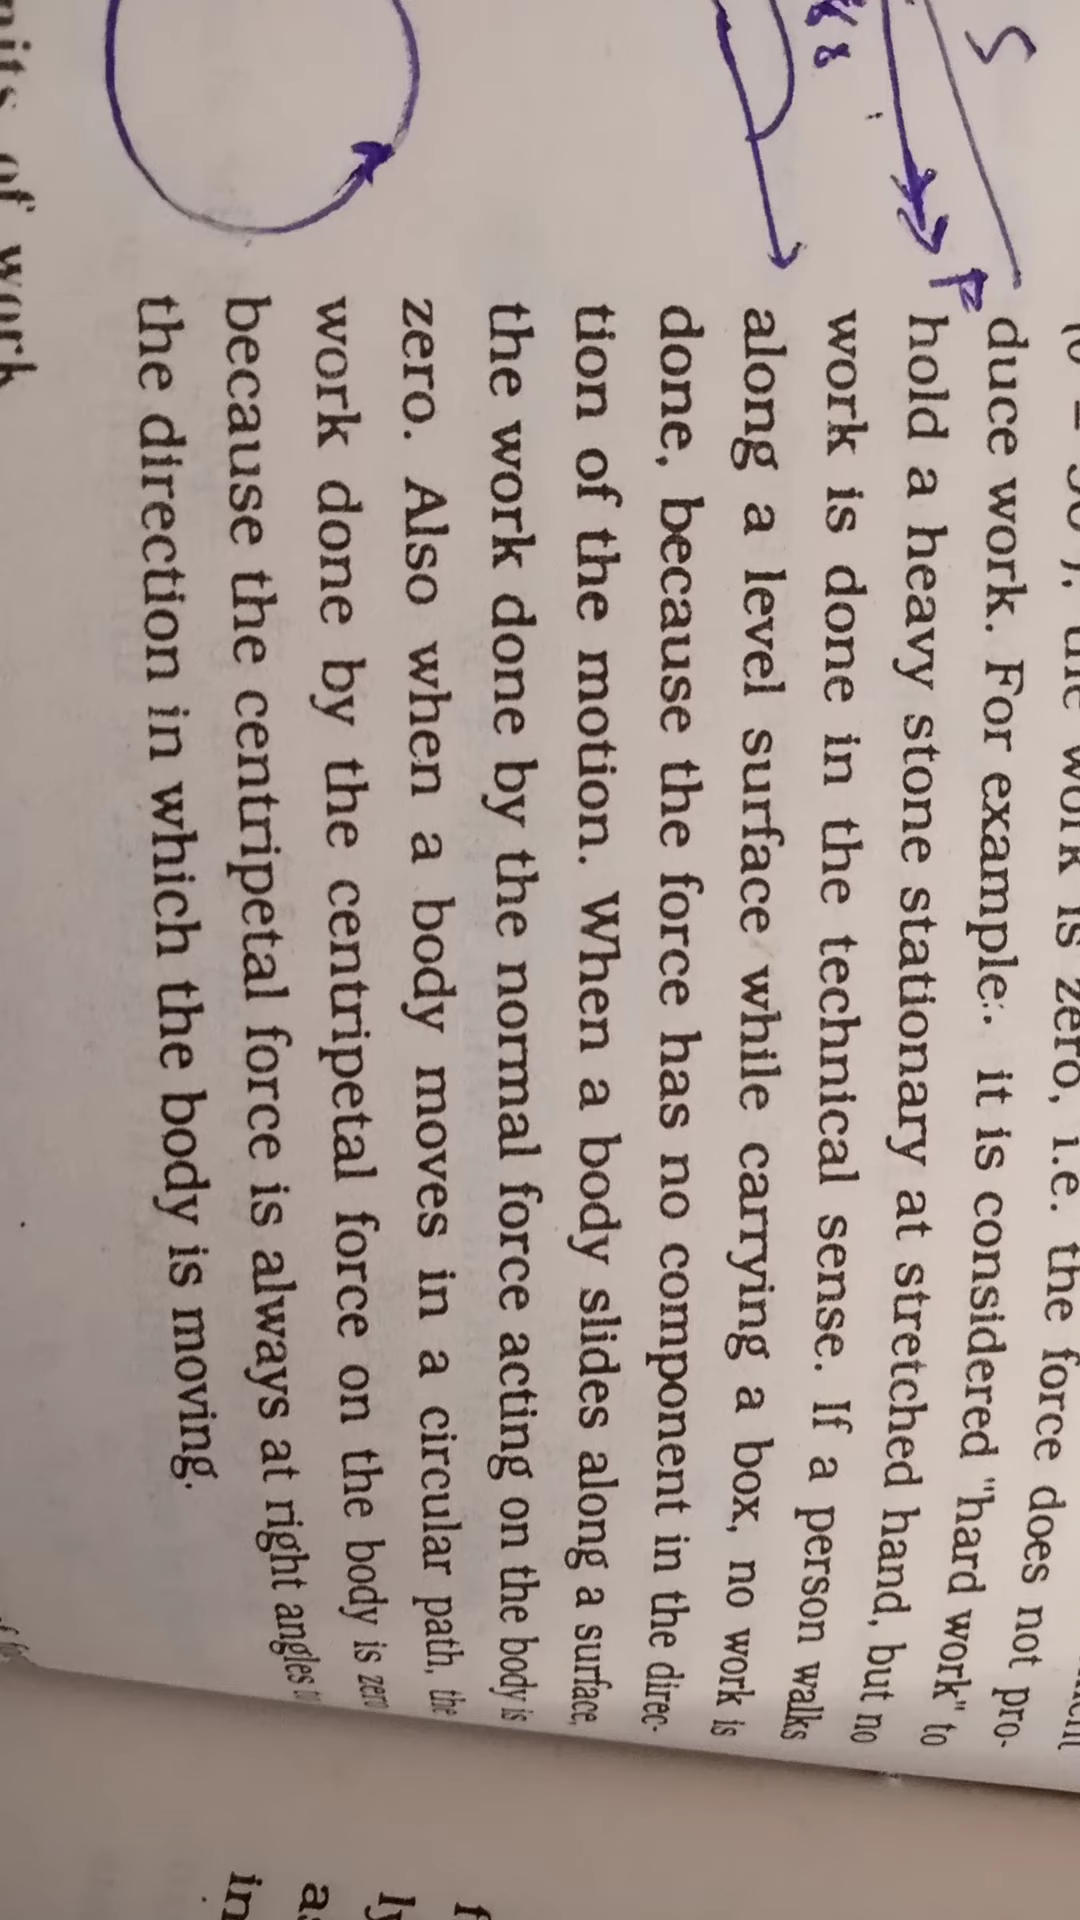 the work is zero, i.e. the force does not pro-
duce work. For example: it is considered "hard work" to
hold a heavy stone stationary at stretched hand, but no
work is done in the technical sense. If a person walks
along a level surface while carrying a box, no work is
done, because the force has no component in the direc-
tion of the motion. When a body slides along a surface,
the work done by the normal force acting on the body is
zero. Also when a body moves in a circular path, the
work done by the centripetal force on the body is zero
because the centripetal force is always at right angles to
the direction in which the body is moving.
of work
S
F